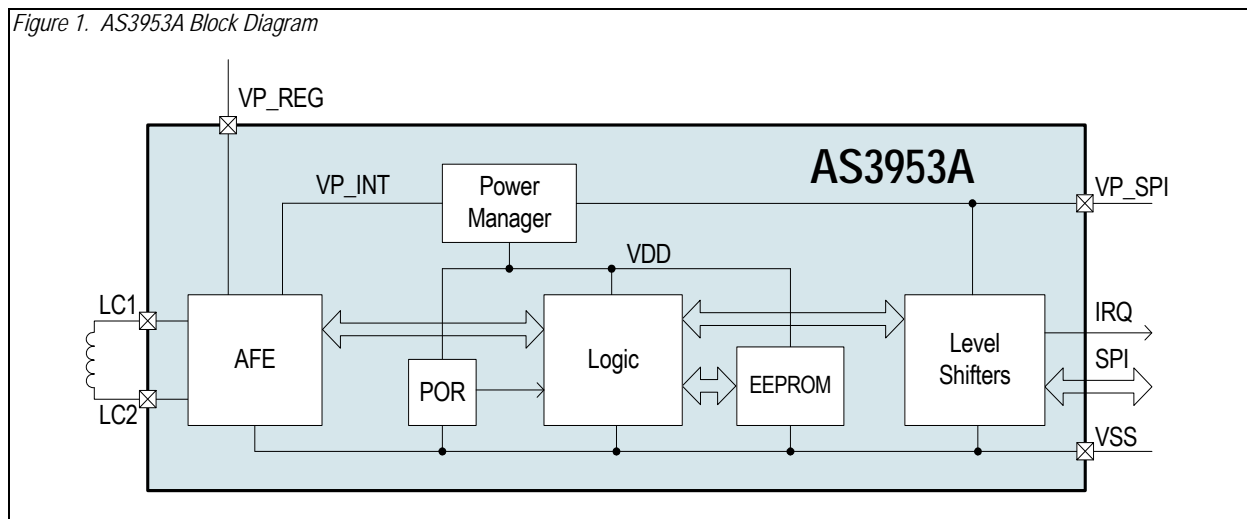 Figure 1. AS3953A Block Diagram
VP_REG
AS3953A
VP_INT
Power
Manager
VP_SPI
VDD
LC1
AFE
Logic
Level
Shifters
IRQ
SPI
POR
EEPROM
LC2
VSS